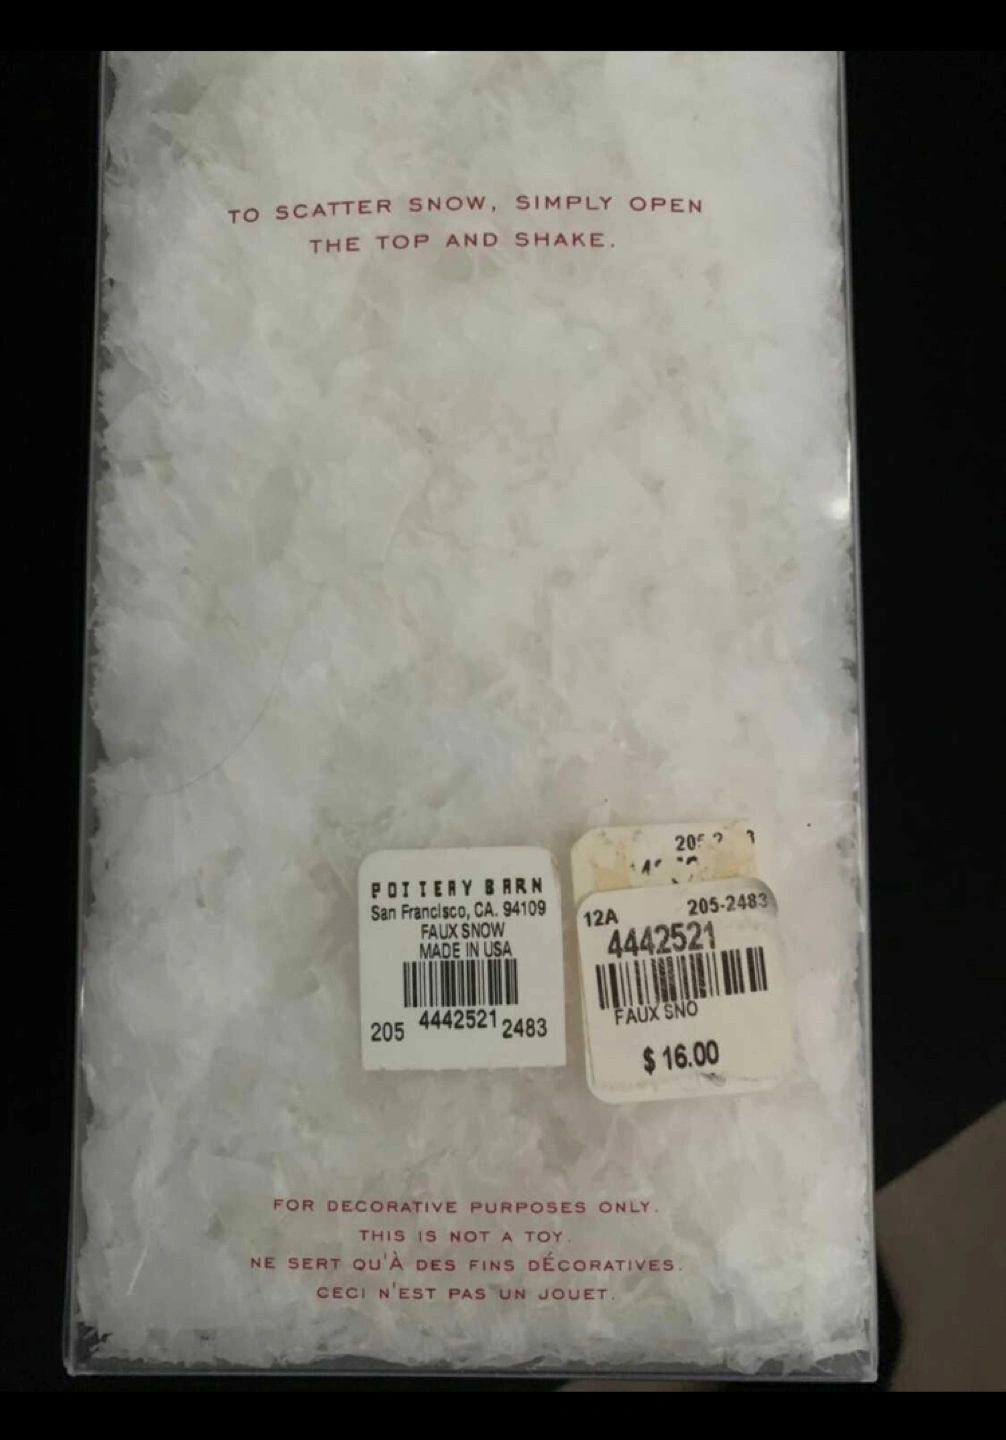 TO SCATTER SNOW, SIMPLY OPEN
THE TOP AND SHAKE.
POTTERY BARN
San Francisco, CA. 94109
FAUX SNOW
MADE IN USA
205 4442521 2483
12A 205-2483
4442521
FAUX SNO
$ 16.00
FOR DECORATIVE PURPOSES ONLY.
THIS IS NOT A TOY.
NE SERT QU'À DES FINS DÉCORATIVES.
CECI N'EST PAS UN JOUET.